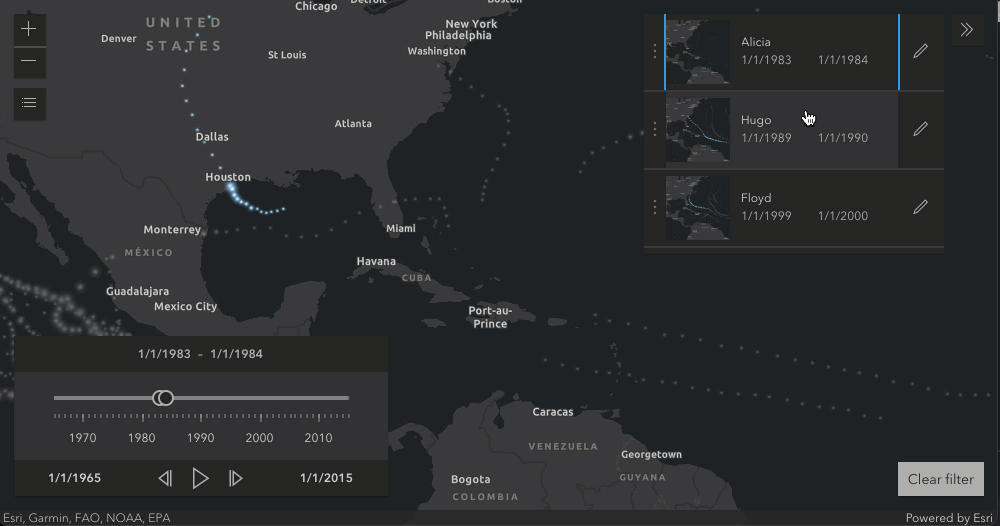 Chicago
Detroit
Boston
UNITED
STATES
Denver
New York
Philadelphia
Washington
St Louis
Atlanta
Dallas
Houston
Monterrey
MÉXICO
Miami
Havana
CUBA
Guadalajara
Mexico City
Port-au-
Prince
Caracas
VENEZUELA
Georgetown
GUYANA
Bogota
COLOMBIA
Alicia
1/1/1983 1/1/1984
Hugo
1/1/1989 1/1/1990
Floyd
1/1/1999 1/1/2000
1/1/1983 - 1/1/1984
1970 1980 1990 2000 2010
1/1/1965 1/1/2015
Clear filter
Esri, Garmin, FAO, NOAA, EPA
Powered by Esri